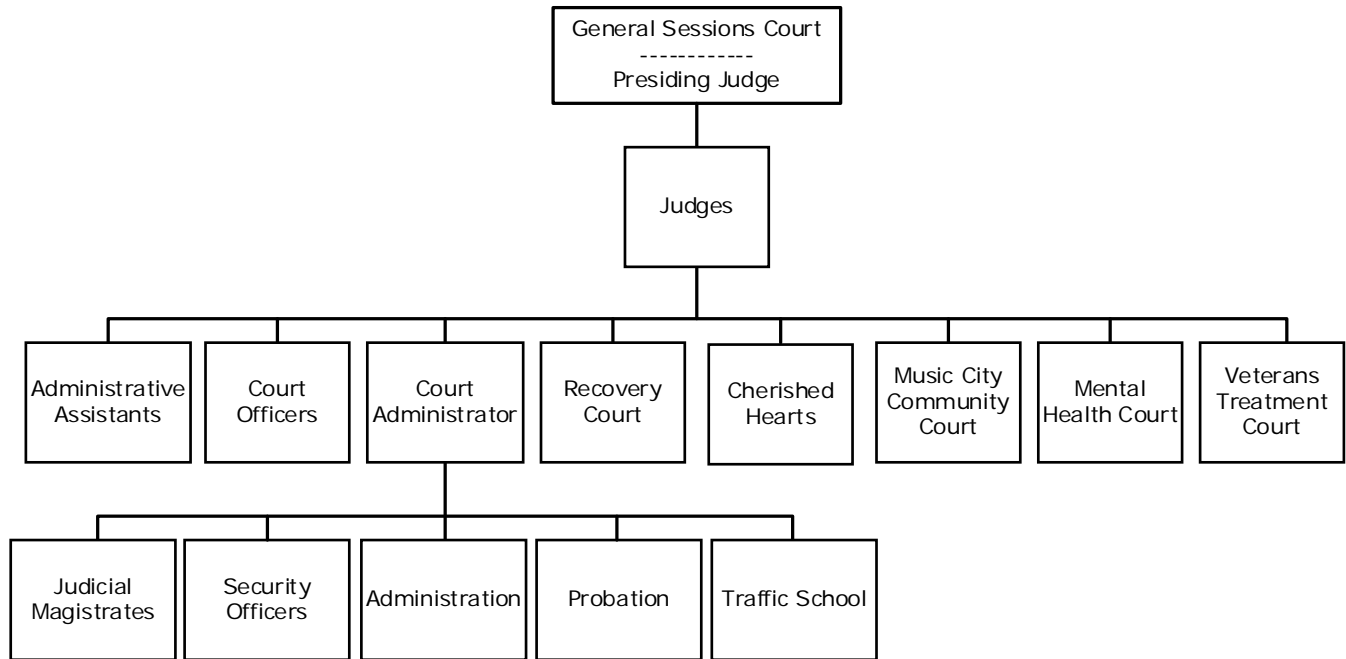 General Sessions Court
------------
Presiding Judge
Judges
Administrative
Assistants
Court
Officers
Court
Administrator
Recovery
Court
Cherished
Hearts
Music City
Community
Court
Mental
Health Court
Veterans
Treatment
Court
Judicial
Magistrates
Security
Officers
Administration
Probation
Traffic School